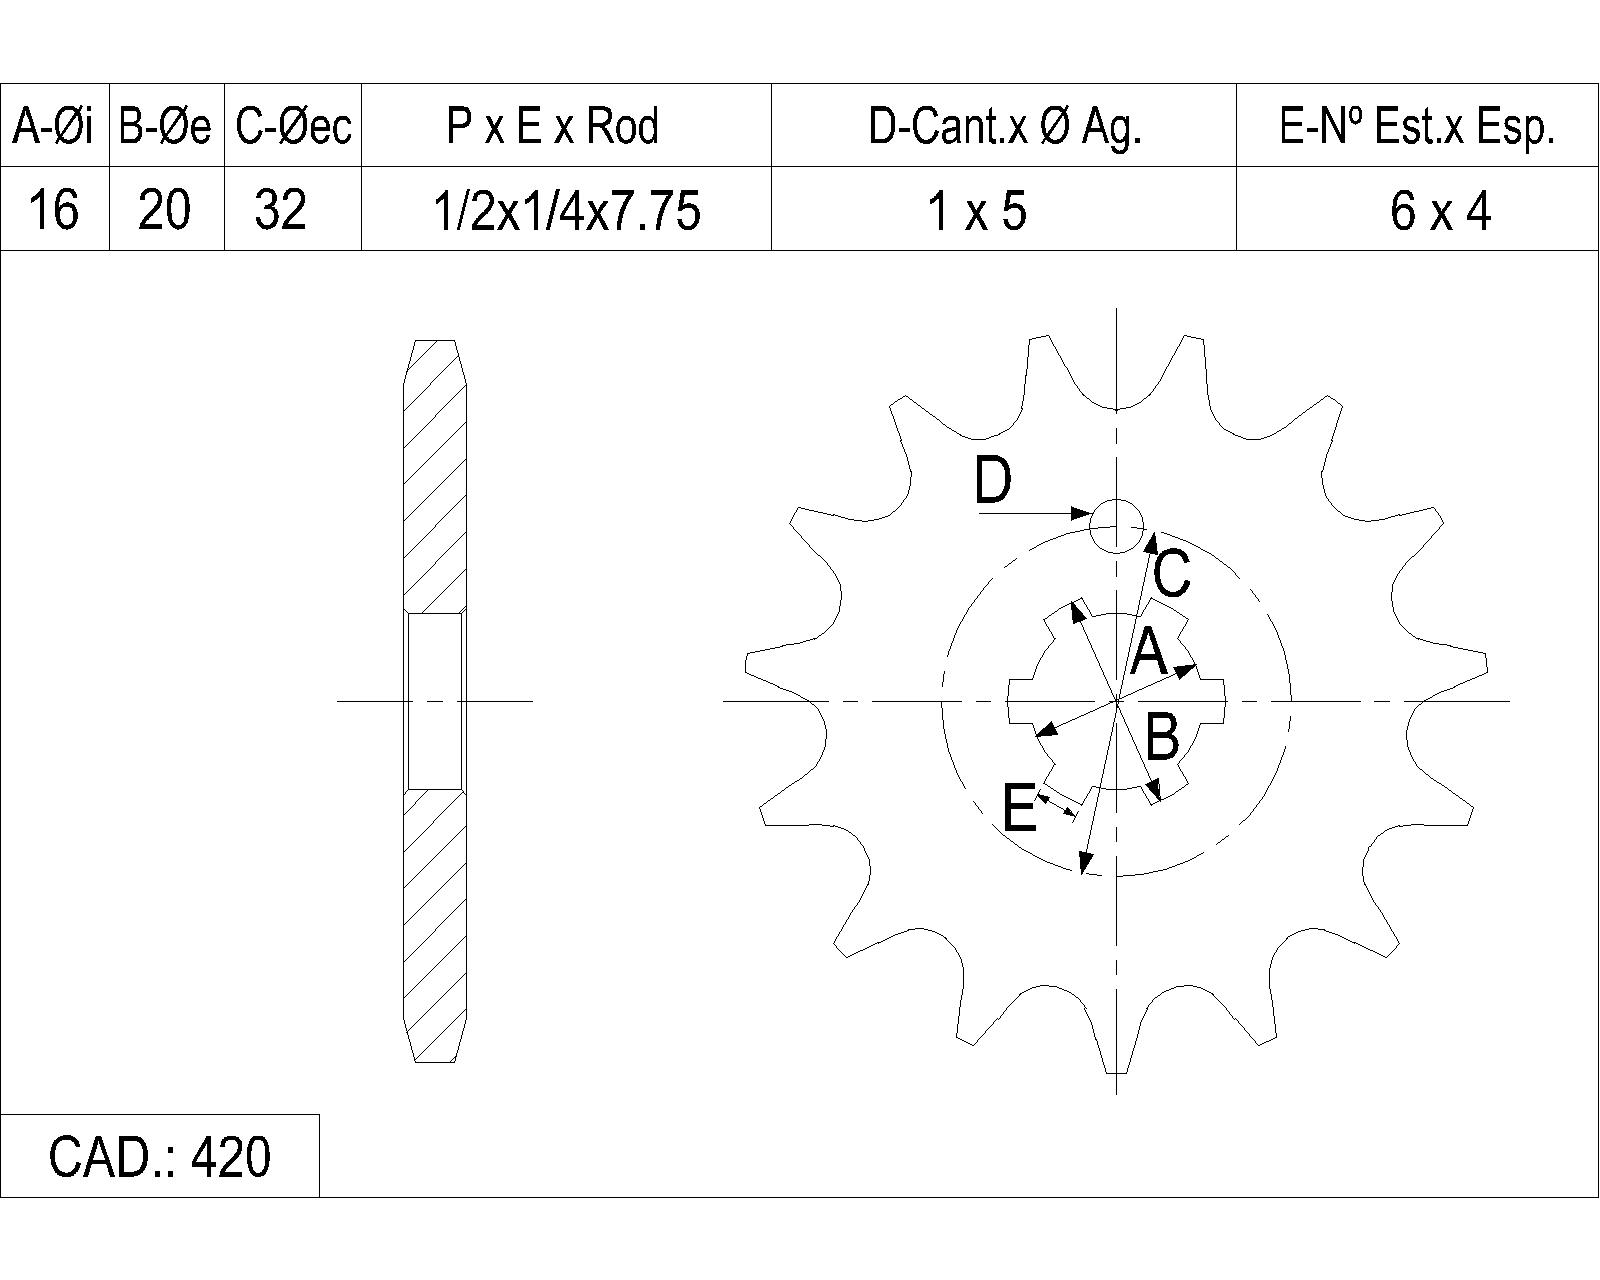 A-Øi B-Øe C-Øec P x E x Rod D-Cant.x Ø Ag. E-Nº Est.x Esp.
16 20 32 1/2x1/4x7.75 1 x 5 6 x 4
D
C
A
B
E
CAD.: 420